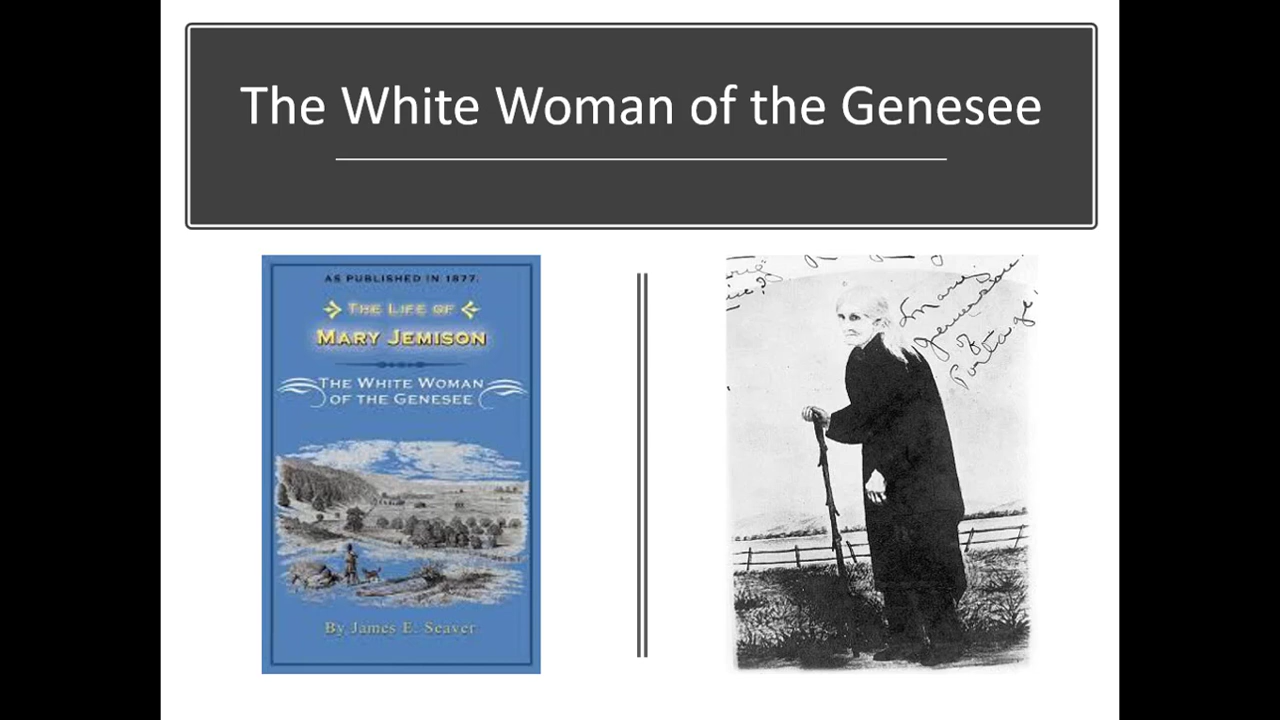 The White Woman of the Genesee
AS PUBLISHED IN 1877.
THE LIFE OF
MARY JEMISON
THE WHITE WOMAN
OF THE GENESEE
By James E. Seaver
Mary
of
Portage.